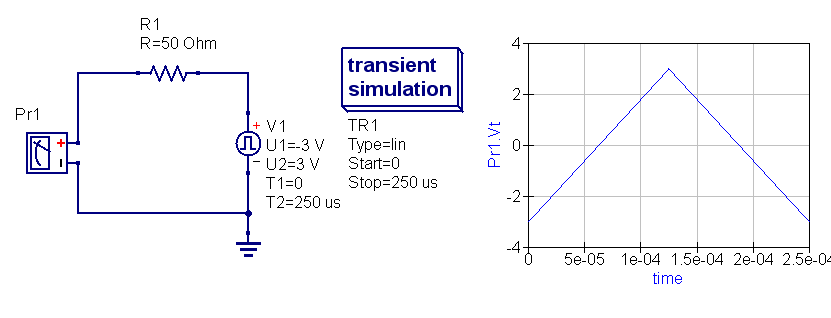 R1
R=50 Ohm
Pr1
+
-
+
-
V1
U1=-3 V
U2=3 V
T1=0
T2=250 us
transient
simulation
TR1
Type=lin
Start=0
Stop=250 us
4
2
0
-2
-4
Pr1.Vt
0 5e-05 1e-04 1.5e-04 2e-04 2.5e-04
time